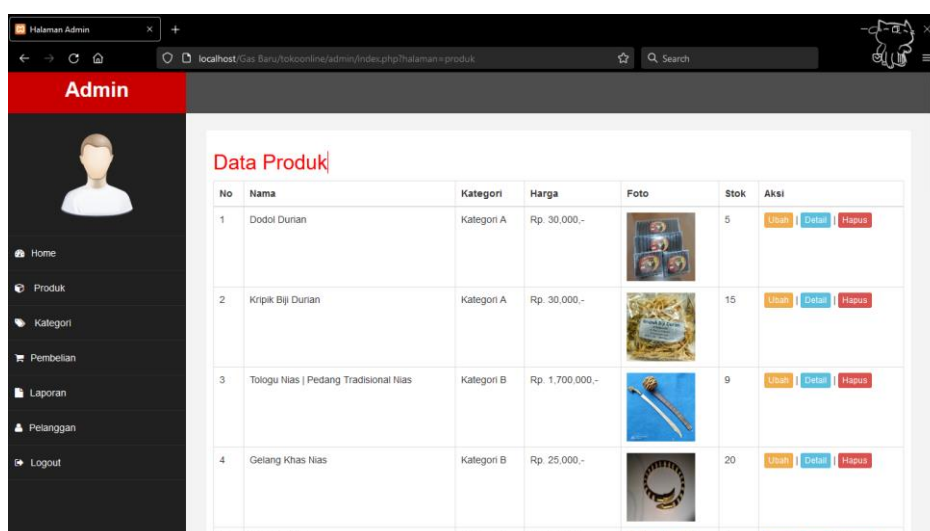 Halaman Admin
localhost/Gas Baru/tokoonline/admin/index.php?halaman=produk
Search
Admin
Home
Produk
Kategori
Pembelian
Laporan
Pelanggan
Logout
Data Produk
No Nama Kategori Harga Foto Stok Aksi
1 Dodol Durian Kategori A Rp. 30,000,- 5 Ubah | Detail | Hapus
2 Kripik Biji Durian Kategori A Rp. 30,000,- 15 Ubah | Detail | Hapus
3 Tologu Nias | Pedang Tradisional Nias Kategori B Rp. 1,700,000,- 9 Ubah | Detail | Hapus
4 Gelang Khas Nias Kategori B Rp. 25,000,- 20 Ubah | Detail | Hapus